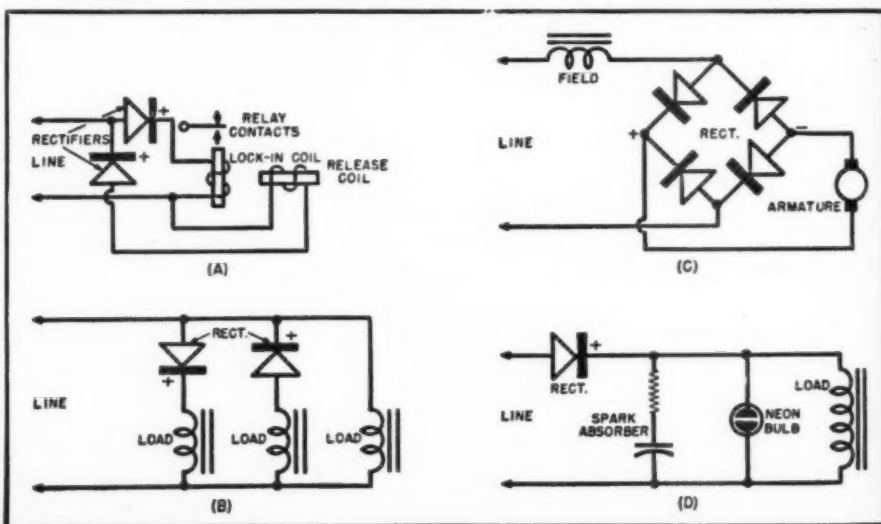 +
RECTIFIERS
RELAY
CONTACTS
LINE
+
LOCK-IN COIL
RELEASE
COIL
(A)
FIELD
LINE
+
RECT.
-
ARMATURE
(C)
RECT.
+
+
LINE
LOAD
LOAD
LOAD
(B)
+
RECT.
LINE
SPARK
ABSORBER
NEON
BULB
LOAD
(D)